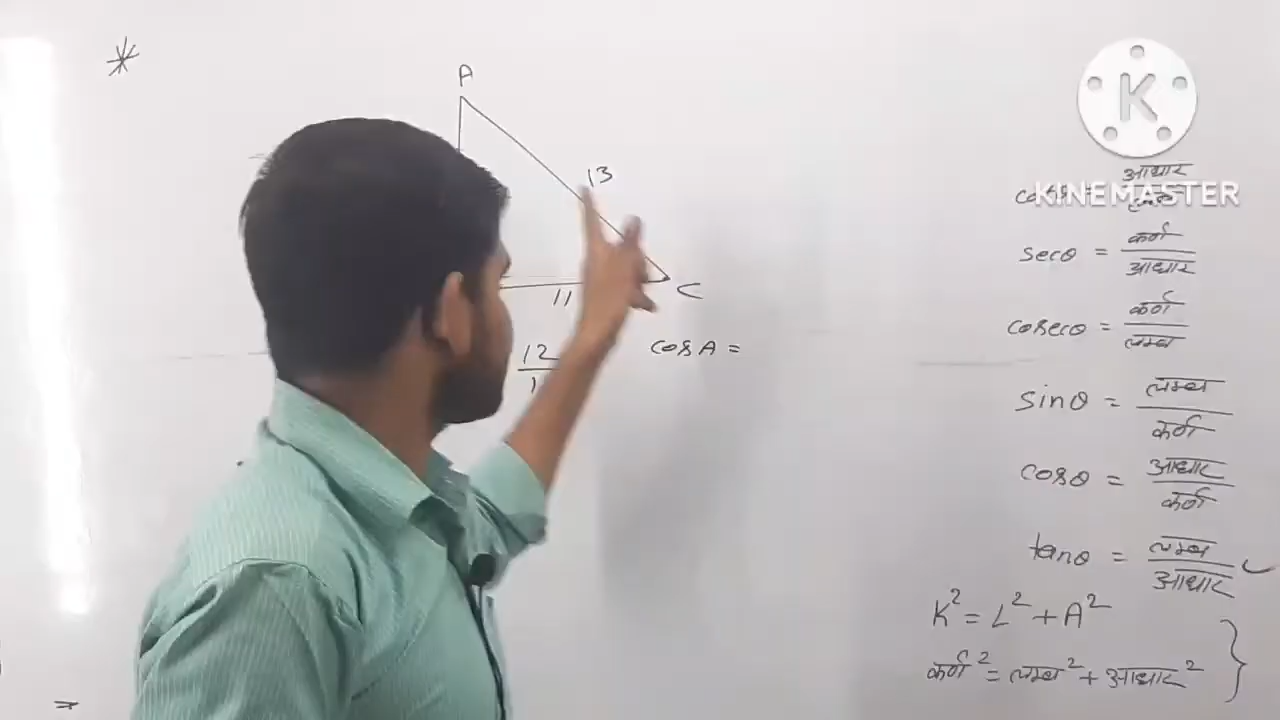 *
A
13
C
11
12
cosA =
K
KINEMASTER
आधार
secθ = कर्ण / आधार
cosecθ = कर्ण / लम्ब
sinθ = लम्ब / कर्ण
cosθ = आधार / कर्ण
tanθ = लम्ब / आधार ✓
K² = L² + A²
कर्ण² = लम्ब² + आधार²
=